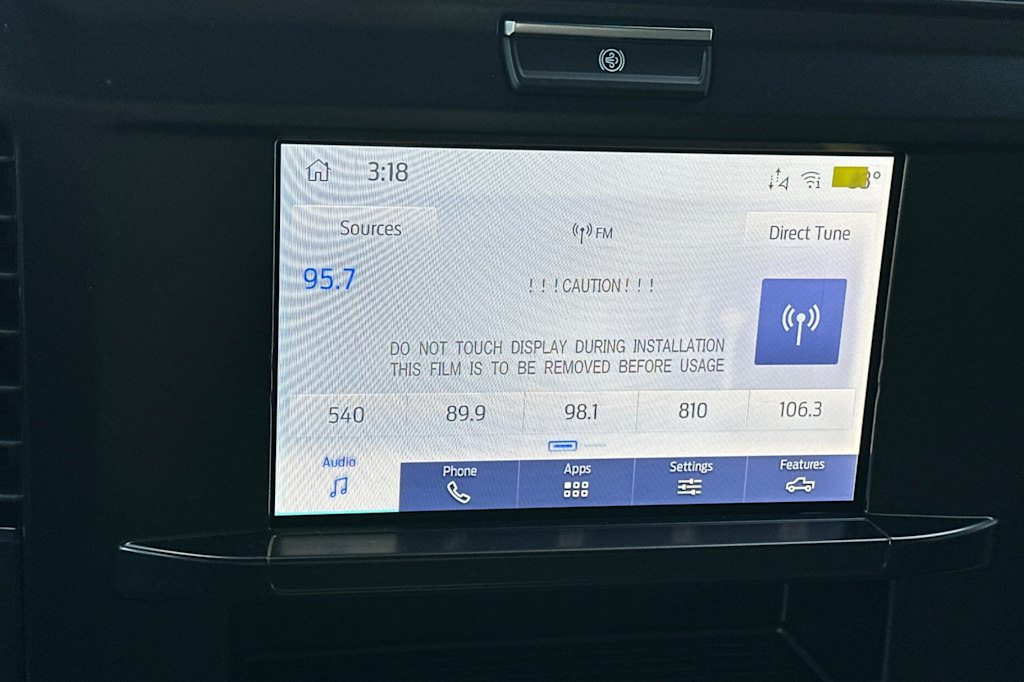 3:18
Sources
FM
Direct Tune
95.7
! ! ! CAUTION ! ! !
DO NOT TOUCH DISPLAY DURING INSTALLATION
THIS FILM IS TO BE REMOVED BEFORE USAGE
540 89.9 98.1 810 106.3
Audio Phone Apps Settings Features